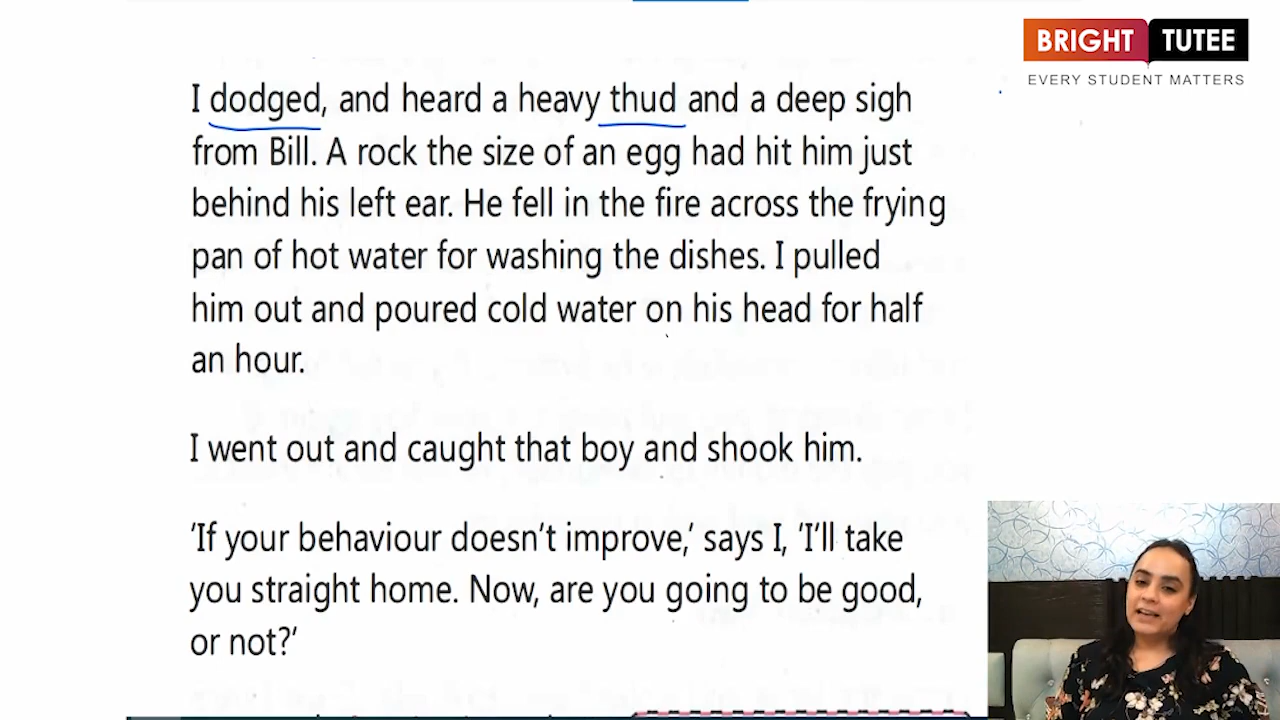 BRIGHT TUTEE
EVERY STUDENT MATTERS
I dodged, and heard a heavy thud and a deep sigh
from Bill. A rock the size of an egg had hit him just
behind his left ear. He fell in the fire across the frying
pan of hot water for washing the dishes. I pulled
him out and poured cold water on his head for half
an hour.
I went out and caught that boy and shook him.
‘If your behaviour doesn’t improve,’ says I, ‘I’ll take
you straight home. Now, are you going to be good,
or not?’